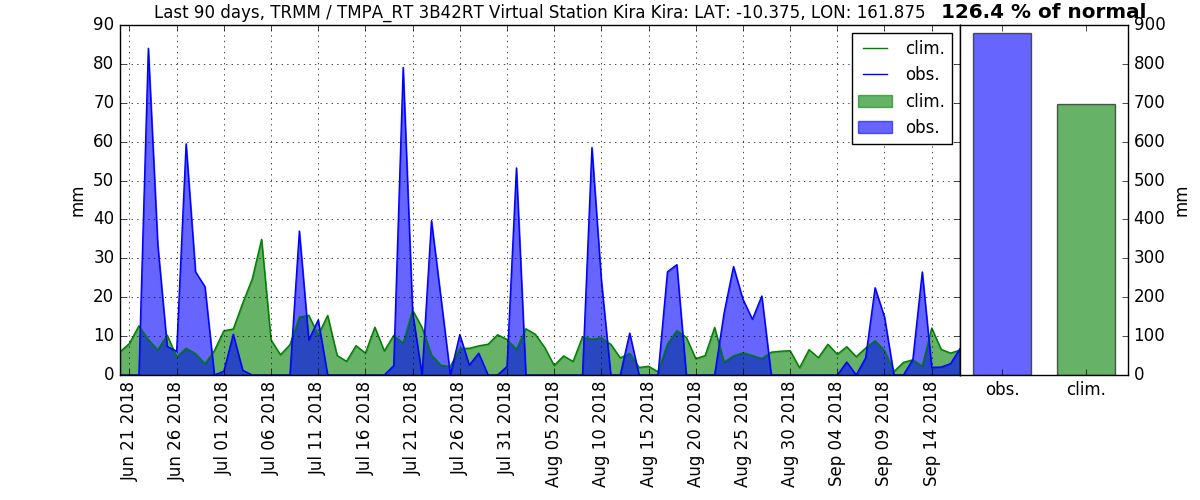 Last 90 days, TRMM / TMPA_RT 3B42RT Virtual Station Kira Kira: LAT: -10.375, LON: 161.875
126.4 % of normal
90
80
70
60
50
40
30
20
10
0
mm
clim.
obs.
clim.
obs.
900
800
700
600
500
400
300
200
100
0
mm
Jun 21 2018
Jun 26 2018
Jul 01 2018
Jul 06 2018
Jul 11 2018
Jul 16 2018
Jul 21 2018
Jul 26 2018
Jul 31 2018
Aug 05 2018
Aug 10 2018
Aug 15 2018
Aug 20 2018
Aug 25 2018
Aug 30 2018
Sep 04 2018
Sep 09 2018
Sep 14 2018
obs.
clim.